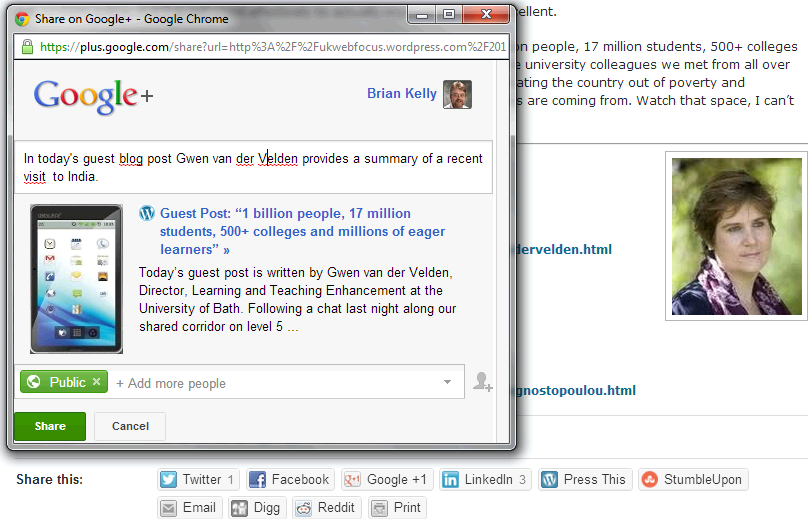 Share on Google+ - Google Chrome
https://plus.google.com/share?url=http%3A%2F%2Fukwebfocus.wordpress.com%2F201
Google+
Brian Kelly
In today's guest blog post Gwen van der Velden provides a summary of a recent
visit to India.
Guest Post: “1 billion people, 17 million
students, 500+ colleges and millions of eager
learners” »
Today’s guest post is written by Gwen van der Velden,
Director, Learning and Teaching Enhancement at the
University of Bath. Following a chat last night along our
shared corridor on level 5 ...
Public ×
+ Add more people
Share
Cancel
ellent.
on people, 17 million students, 500+ colleges
e university colleagues we met from all over
ating the country out of poverty and
s are coming from. Watch that space, I can’t
dervelden.html
gnostopoulou.html
Share this:
Twitter 1
Facebook
Google +1
LinkedIn 3
Press This
StumbleUpon
Email
Digg
Reddit
Print